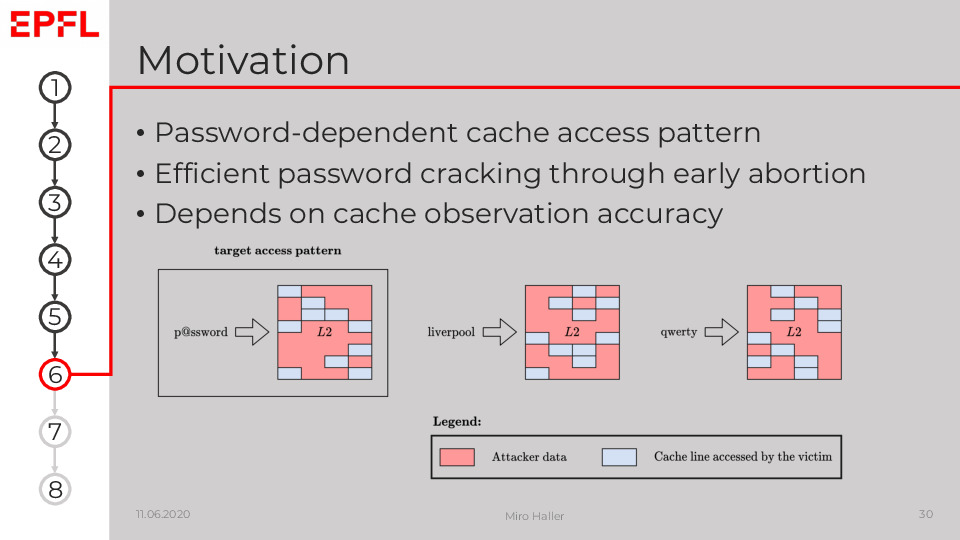 EPFL
1
2
3
4
5
6
7
8
Motivation
• Password-dependent cache access pattern
• Efficient password cracking through early abortion
• Depends on cache observation accuracy
target access pattern
p@ssword
L2
liverpool
L2
qwerty
L2
Legend:
Attacker data
Cache line accessed by the victim
11.06.2020
Miro Haller
30